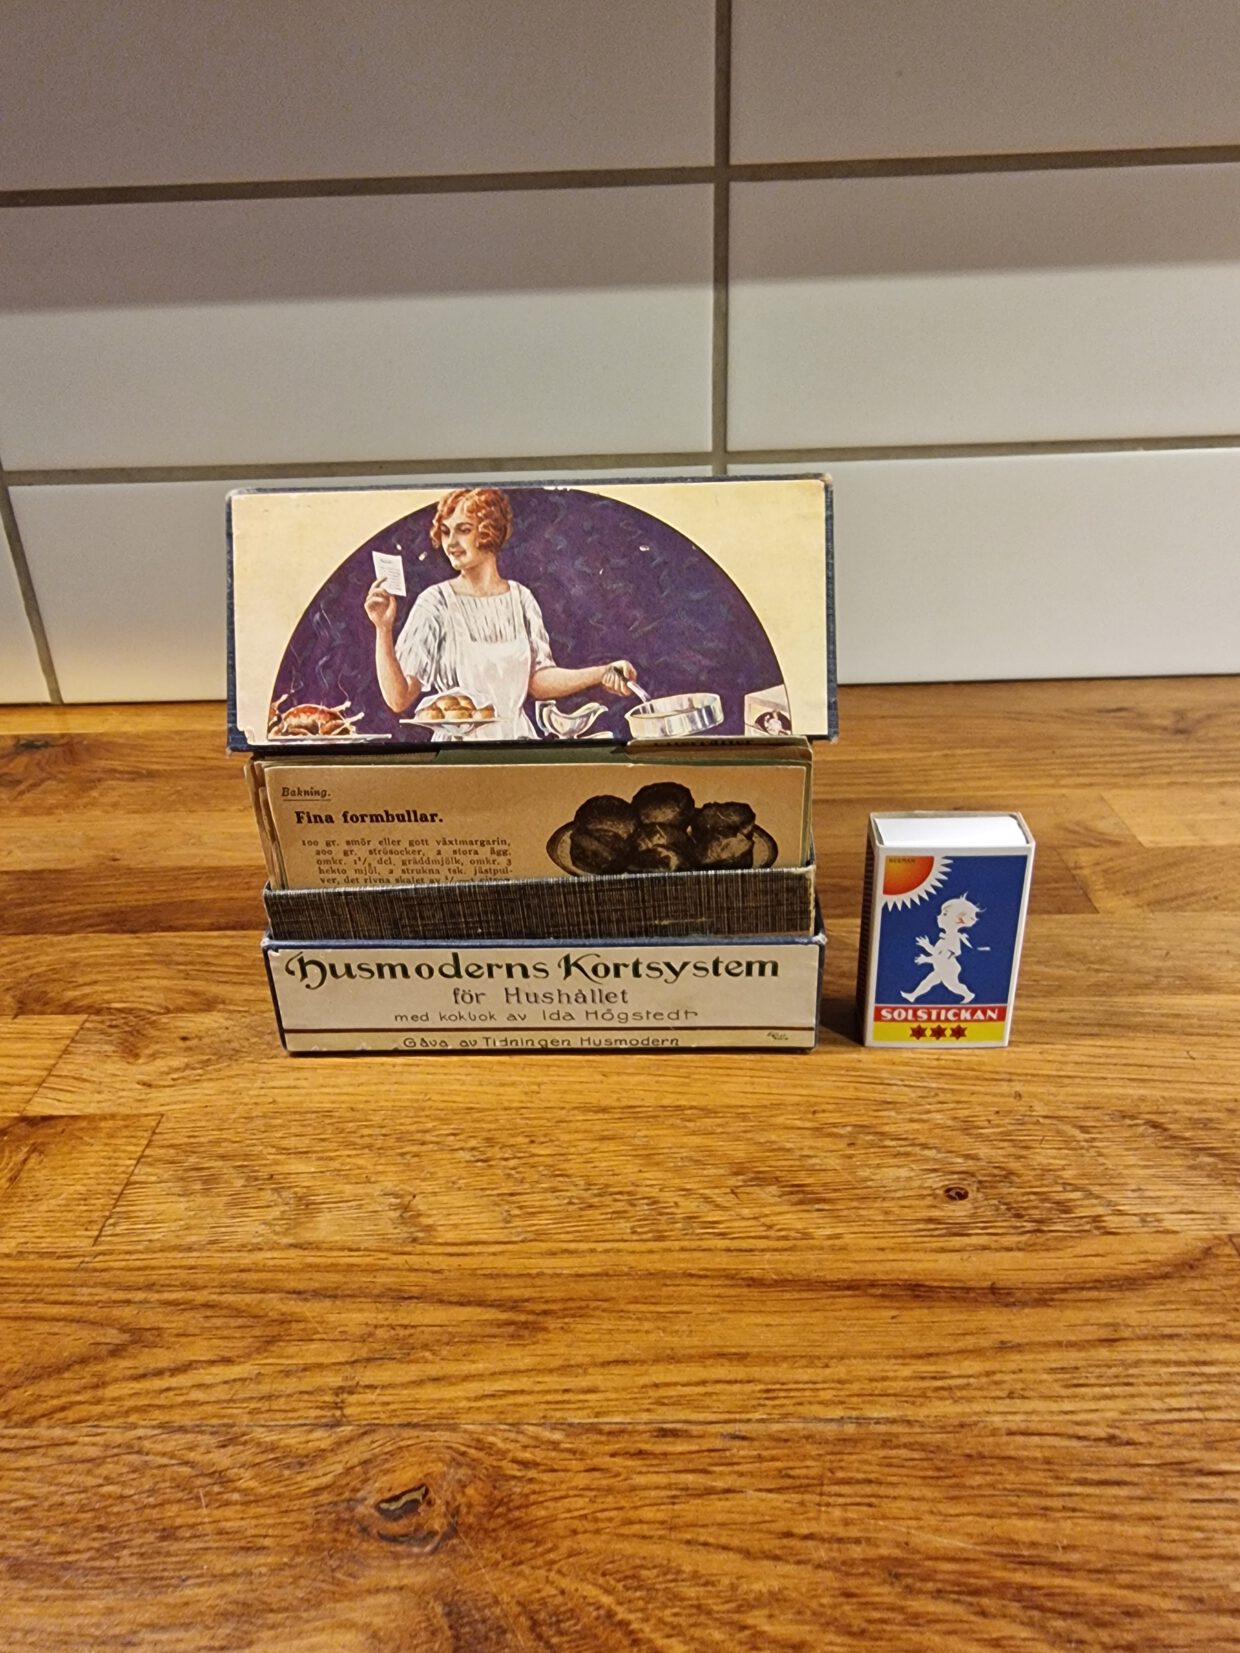 Bakning.
Fina formbullar.
100 gr. smör eller gott växtmargarin,
200 gr. strösocker, 2 stora ägg,
omkr. 1½ dcl. gräddmjölk, omkr. 3
hekto mjöl, 2 strukna tsk. jästpul-
ver, det rivna skalet av
Husmoderns Kortsystem
för Hushållet
med kokbok av Ida Högstedt
Gåva av Tidningen Husmodern
NERMAN
SOLSTICKAN